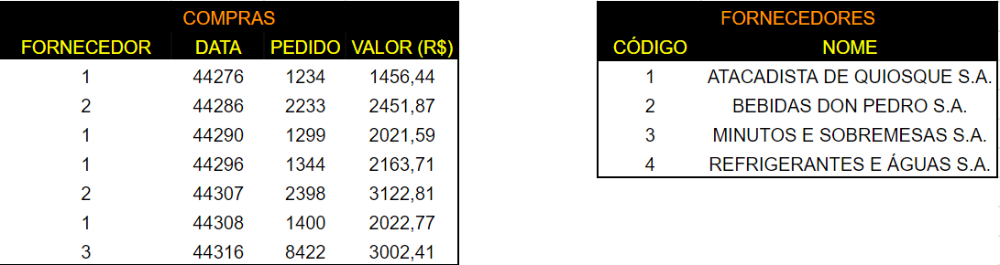 COMPRAS
FORNECEDOR DATA PEDIDO VALOR (R$)
1 44276 1234 1456,44
2 44286 2233 2451,87
1 44290 1299 2021,59
1 44296 1344 2163,71
2 44307 2398 3122,81
1 44308 1400 2022,77
3 44316 8422 3002,41
FORNECEDORES
CÓDIGO NOME
1 ATACADISTA DE QUIOSQUE S.A.
2 BEBIDAS DON PEDRO S.A.
3 MINUTOS E SOBREMESAS S.A.
4 REFRIGERANTES E ÁGUAS S.A.